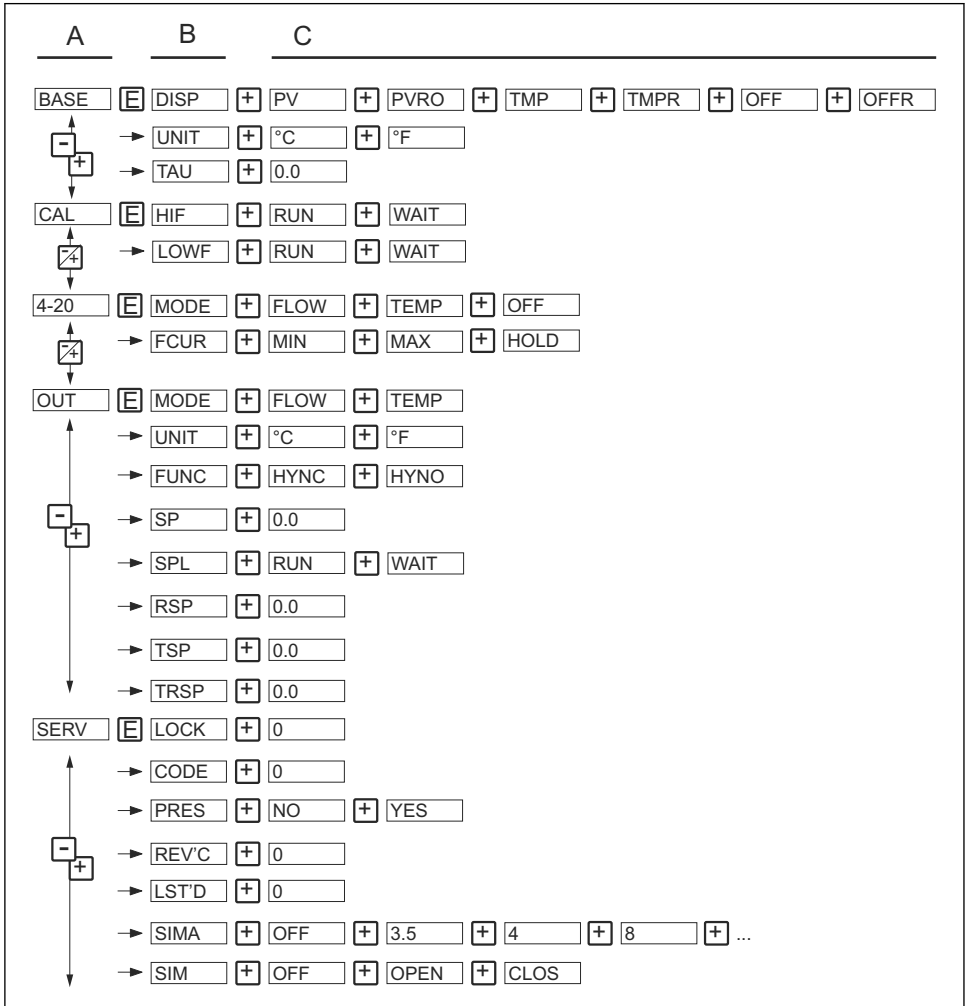 A B C
BASE E DISP + PV + PVRO + TMP + TMPR + OFF + OFFR
- + UNIT + °C + °F
TAU + 0.0
CAL E HIF + RUN + WAIT
-/+ LOWF + RUN + WAIT
4-20 E MODE + FLOW + TEMP + OFF
-/+ FCUR + MIN + MAX + HOLD
OUT E MODE + FLOW + TEMP
UNIT + °C + °F
FUNC + HYNC + HYNO
- + SP + 0.0
SPL + RUN + WAIT
RSP + 0.0
TSP + 0.0
TRSP + 0.0
SERV E LOCK + 0
CODE + 0
PRES + NO + YES
- + REV'C + 0
LST'D + 0
SIMA + OFF + 3.5 + 4 + 8 + ...
SIM + OFF + OPEN + CLOS